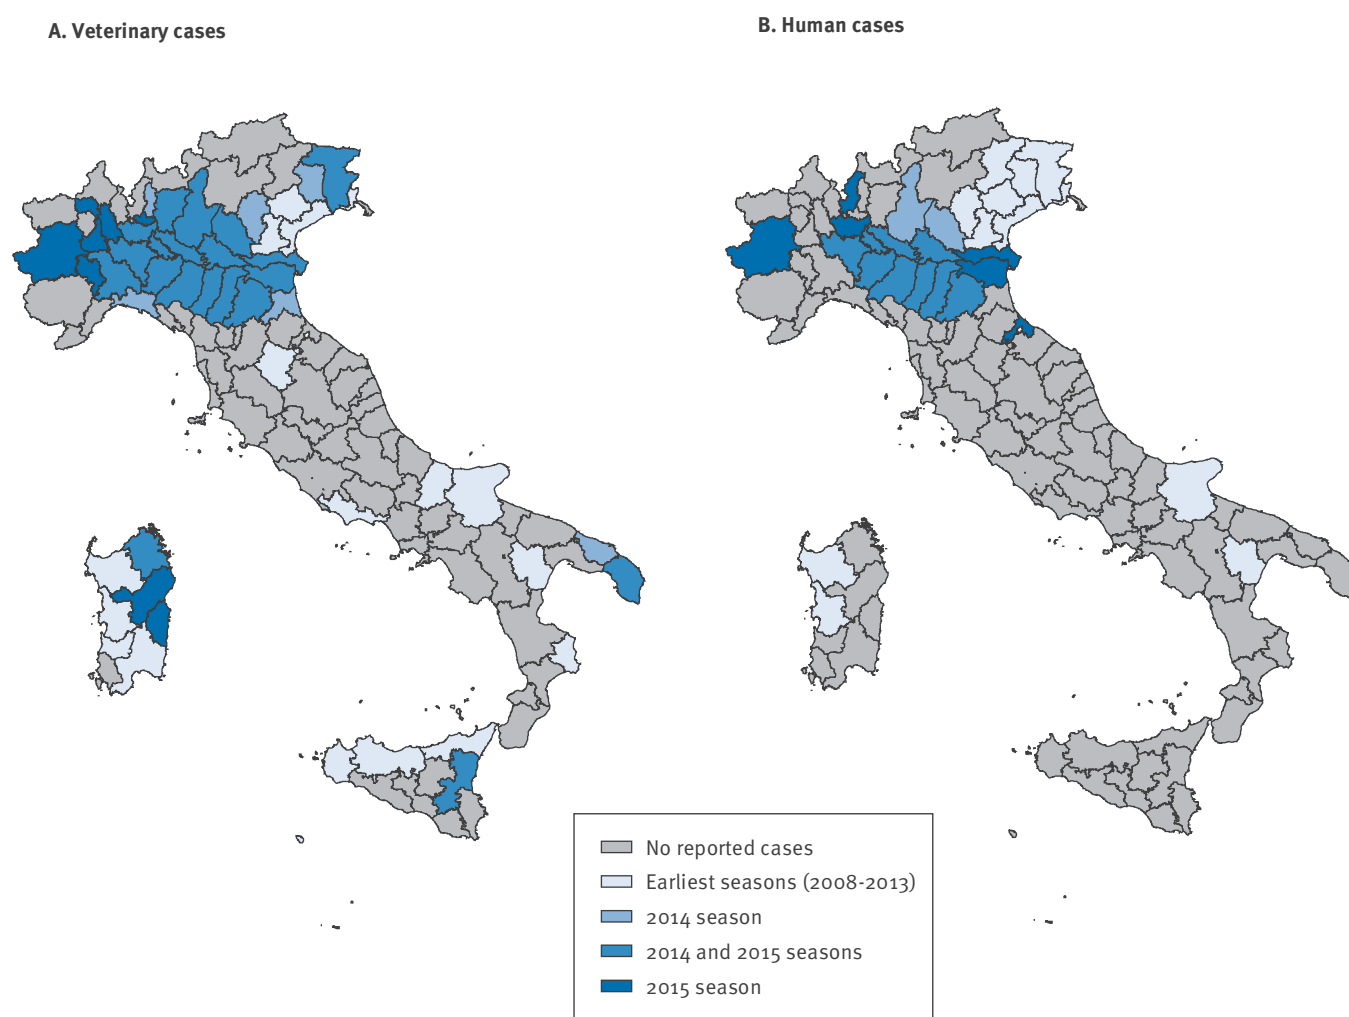 A. Veterinary cases
B. Human cases
No reported cases
Earliest seasons (2008-2013)
2014 season
2014 and 2015 seasons
2015 season